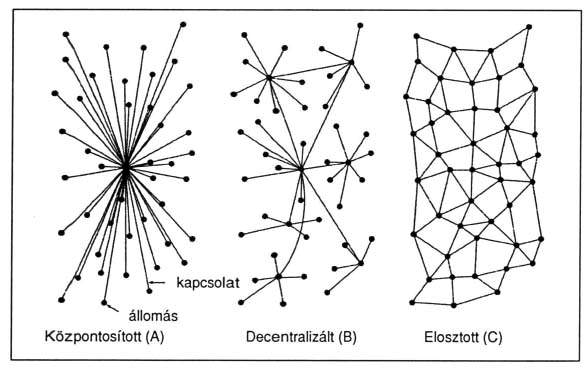 kapcsolat
állomás
Központosított (A)
Decentralizált (B)
Elosztott (C)